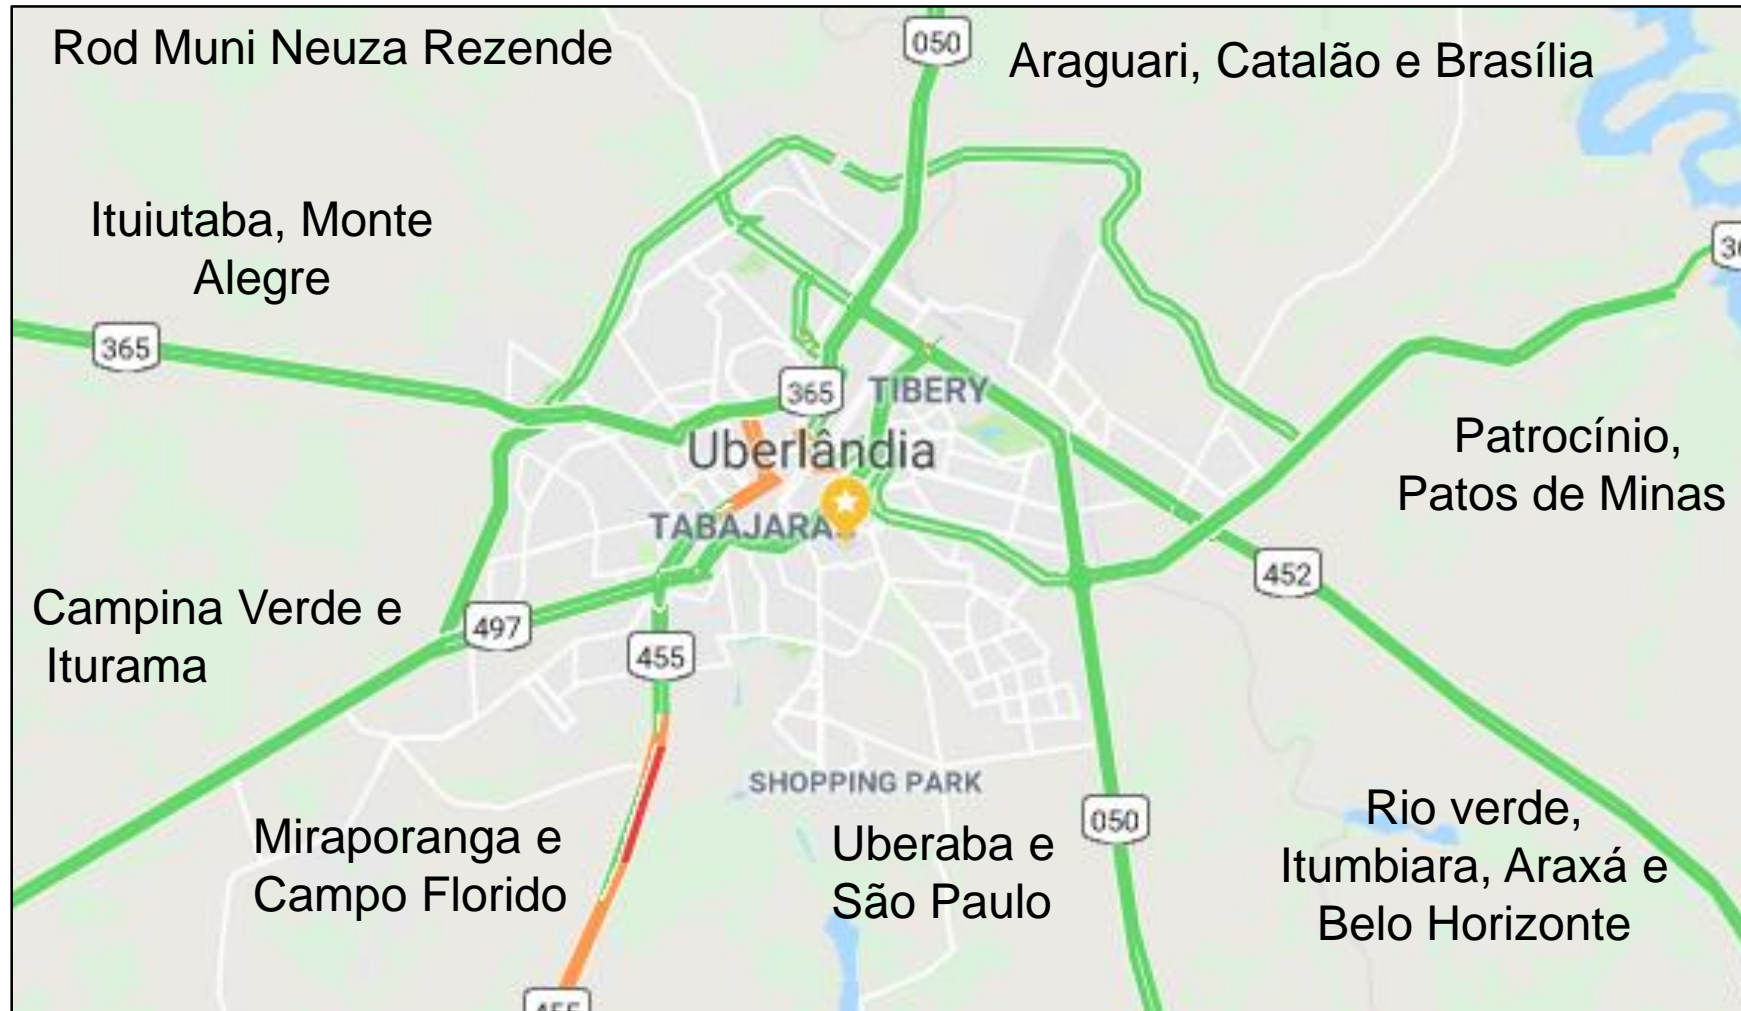 Rod Muni Neuza Rezende
050
Araguari, Catalão e Brasília
Ituiutaba, Monte
Alegre
365
365
TIBERY
Uberlândia
TABAJARA
Patrocínio,
Patos de Minas
452
Campina Verde e
Iturama
497
455
SHOPPING PARK
Miraporanga e
Campo Florido
Uberaba e
São Paulo
050
Rio verde,
Itumbiara, Araxá e
Belo Horizonte